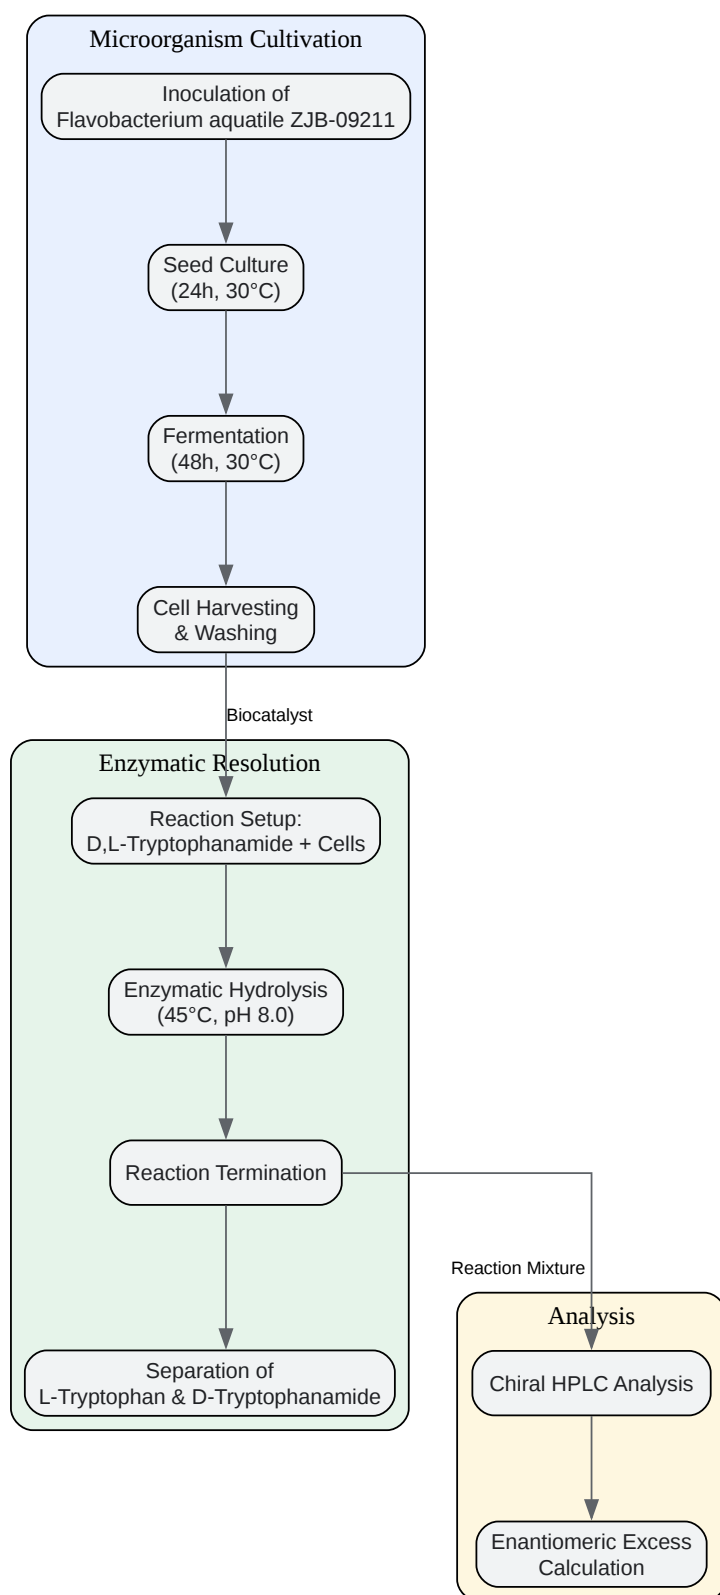 Microorganism Cultivation
Inoculation of
Flavobacterium aquatile ZJB-09211
Seed Culture
(24h, 30°C)
Fermentation
(48h, 30°C)
Cell Harvesting
& Washing
Biocatalyst
Enzymatic Resolution
Reaction Setup:
D,L-Tryptophanamide + Cells
Enzymatic Hydrolysis
(45°C, pH 8.0)
Reaction Termination
Reaction Mixture
Separation of
L-Tryptophan & D-Tryptophanamide
Analysis
Chiral HPLC Analysis
Enantiomeric Excess
Calculation